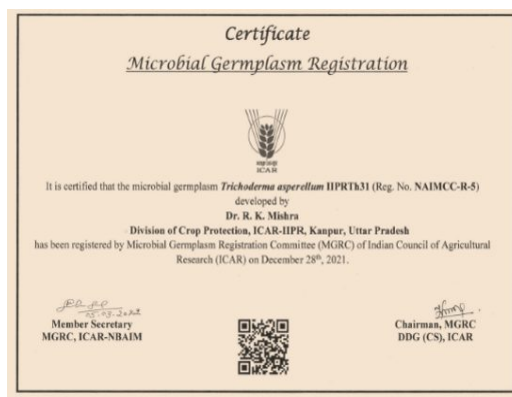 Certificate
Microbial Germplasm Registration
ICAR
It is certified that the microbial germplasm Trichoderma asperellum IIPRTh31 (Reg. No. NAIMCC-R-5)
developed by
Dr. R. K. Mishra
Division of Crop Protection, ICAR-IIPR, Kanpur, Uttar Pradesh
has been registered by Microbial Germplasm Registration Committee (MGRC) of Indian Council of Agricultural
Research (ICAR) on December 28th, 2021.
Member Secretary
MGRC, ICAR-NBAIM
Chairman, MGRC
DDG (CS), ICAR